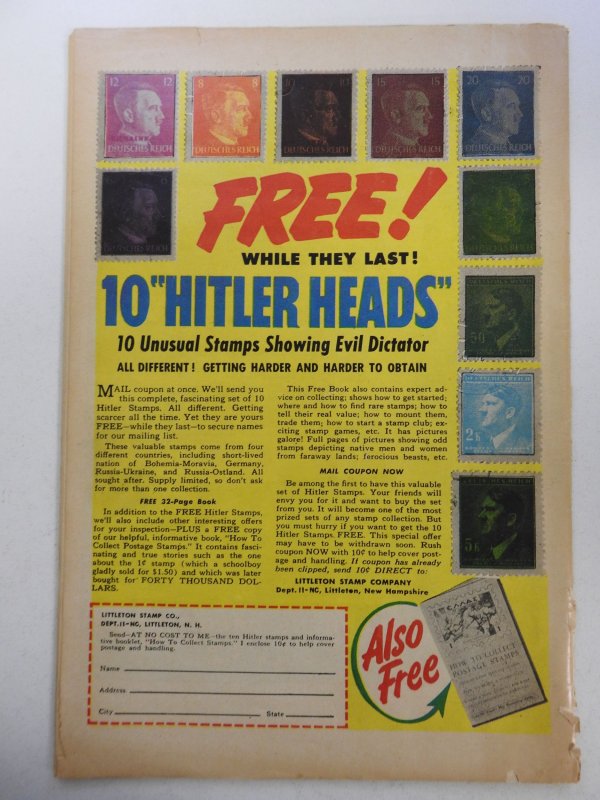 12 12
8 8
15 15
20 20
DEUTSCHES REICH
DEUTSCHES REICH
DEUTSCHES REICH
DEUTSCHES REICH
DEUTSCHES REICH
DEUTSCHES REICH
FREE!
WHILE THEY LAST!
10 "HITLER HEADS"
10 Unusual Stamps Showing Evil Dictator
ALL DIFFERENT! GETTING HARDER AND HARDER TO OBTAIN
MAIL coupon at once. We'll send you
this complete, fascinating set of 10
Hitler Stamps. All different. Getting
scarcer all the time. Yet they are yours
FREE—while they last—to secure names
for our mailing list.
These valuable stamps come from four
different countries, including short-lived
nation of Bohemia-Moravia, Germany,
Russia-Ukraine, and Russia-Ostland. All
sought after. Supply limited, so don't ask
for more than one collection.
FREE 32-Page Book
In addition to the FREE Hitler Stamps,
we'll also include other interesting offers
for your inspection—PLUS a FREE copy
of our helpful, informative book, "How To
Collect Postage Stamps." It contains fasci-
nating and true stories such as the one
about the 1¢ stamp (which a schoolboy
gladly sold for $1.50) and which was later
bought for FORTY THOUSAND DOL-
LARS.
This Free Book also contains expert ad-
vice on collecting; shows how to get started;
where and how to find rare stamps; how to
tell their real value; how to mount them,
trade them; how to start a stamp club; ex-
citing stamp games, etc. It has pictures
galore! Full pages of pictures showing odd
stamps depicting native men and women
from faraway lands; ferocious beasts, etc.
MAIL COUPON NOW
Be among the first to have this valuable
set of Hitler Stamps. Your friends will
envy you for it and want to buy the set
from you. It will become one of the most
prized sets of any stamp collection. But
you must hurry if you want to get the 10
Hitler Stamps FREE. This special offer
may be withdrawn soon. Rush
coupon NOW with 10¢ to help cover post-
age and handling. If coupon has already
been clipped, send 10¢ DIRECT to:
LITTLETON STAMP COMPANY
Dept. 11-NG, Littleton, New Hampshire
50
DEUTSCHES REICH
2K
5K
LITTLETON STAMP CO.,
DEPT. 11-NG, LITTLETON, N. H.
Send—AT NO COST TO ME—the ten Hitler stamps and informa-
tive booklet, "How To Collect Stamps." I enclose 10¢ to help cover
postage and handling.
Name
Address
City State
Also
Free
HOW TO COLLECT
POSTAGE STAMPS